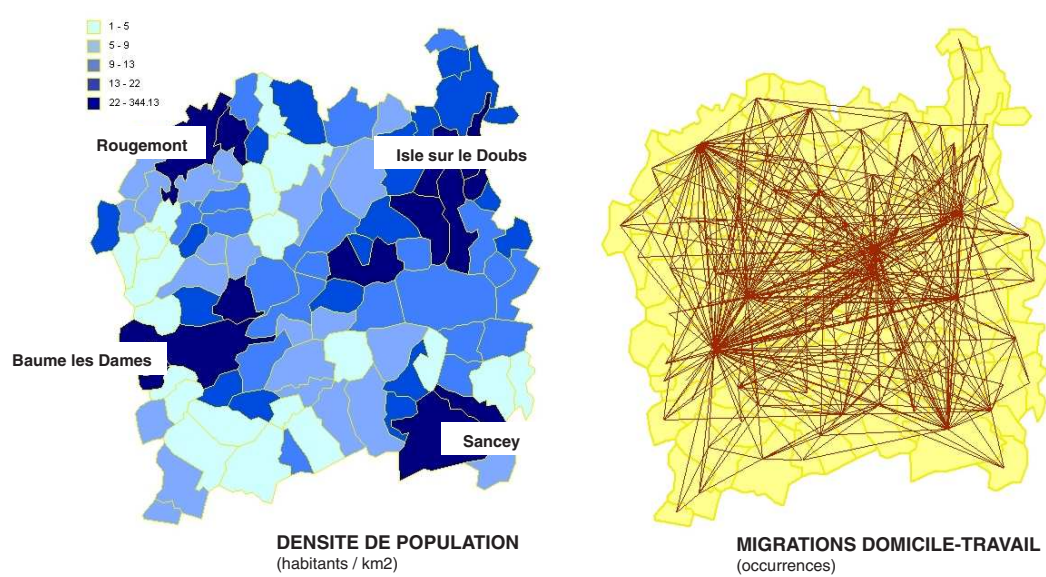 1 - 5
5 - 9
9 - 13
13 - 22
22 - 344.13
Rougemont
Isle sur le Doubs
Baume les Dames
Sancey
DENSITE DE POPULATION
(habitants / km2)
MIGRATIONS DOMICILE-TRAVAIL
(occurrences)